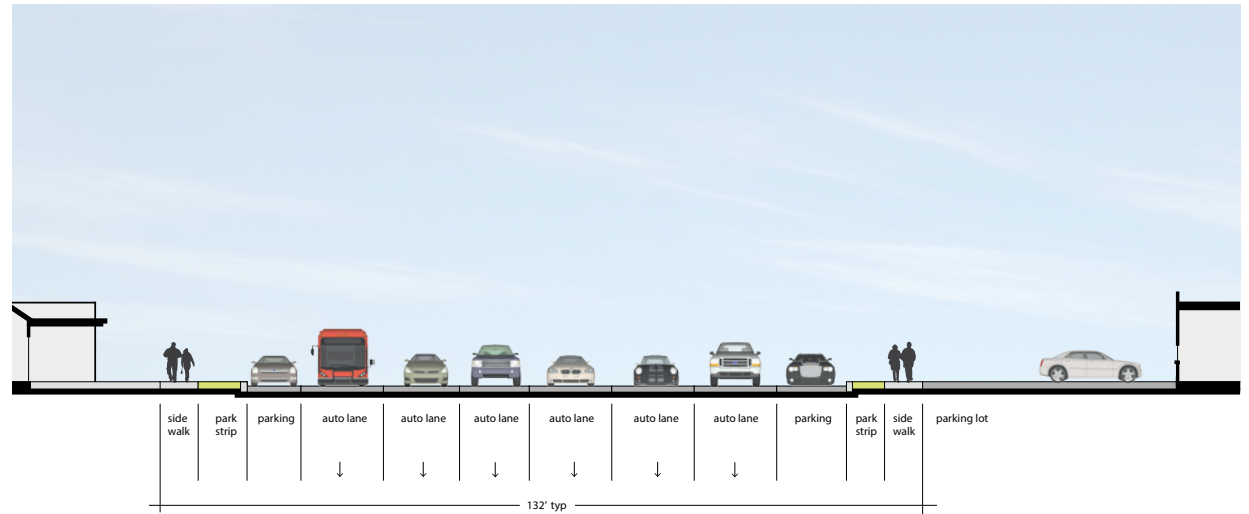 side
walk
park
strip
parking
auto lane
auto lane
auto lane
auto lane
auto lane
auto lane
parking
park
strip
side
walk
parking lot
132’ typ